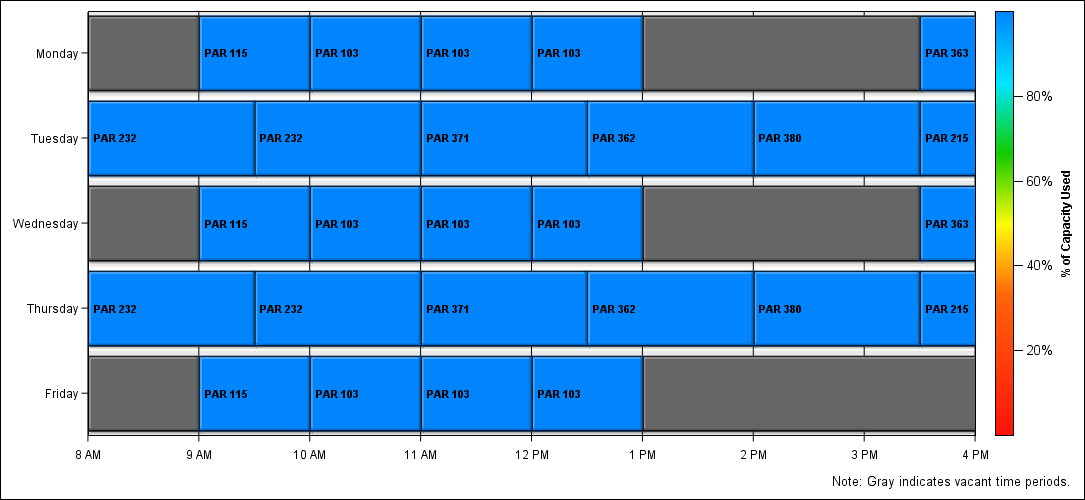 Monday
PAR 115 PAR 103 PAR 103 PAR 103 PAR 363
Tuesday
PAR 232 PAR 232 PAR 371 PAR 362 PAR 380 PAR 215
Wednesday
PAR 115 PAR 103 PAR 103 PAR 103 PAR 363
Thursday
PAR 232 PAR 232 PAR 371 PAR 362 PAR 380 PAR 215
Friday
PAR 115 PAR 103 PAR 103 PAR 103
8 AM 9 AM 10 AM 11 AM 12 PM 1 PM 2 PM 3 PM 4 PM
80%
60%
40%
20%
% of Capacity Used
Note: Gray indicates vacant time periods.